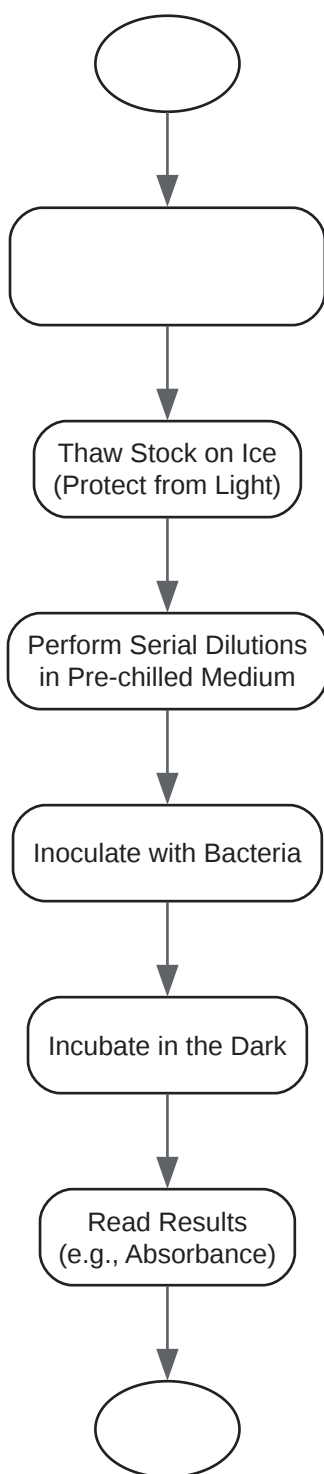 Thaw Stock on Ice
(Protect from Light)
Perform Serial Dilutions
in Pre-chilled Medium
Inoculate with Bacteria
Incubate in the Dark
Read Results
(e.g., Absorbance)